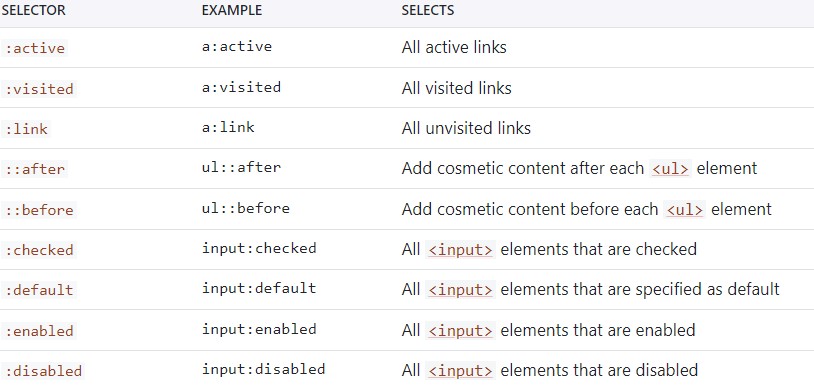 SELECTOR EXAMPLE SELECTS
:active a:active All active links
:visited a:visited All visited links
:link a:link All unvisited links
::after ul::after Add cosmetic content after each <ul> element
::before ul::before Add cosmetic content before each <ul> element
:checked input:checked All <input> elements that are checked
:default input:default All <input> elements that are specified as default
:enabled input:enabled All <input> elements that are enabled
:disabled input:disabled All <input> elements that are disabled